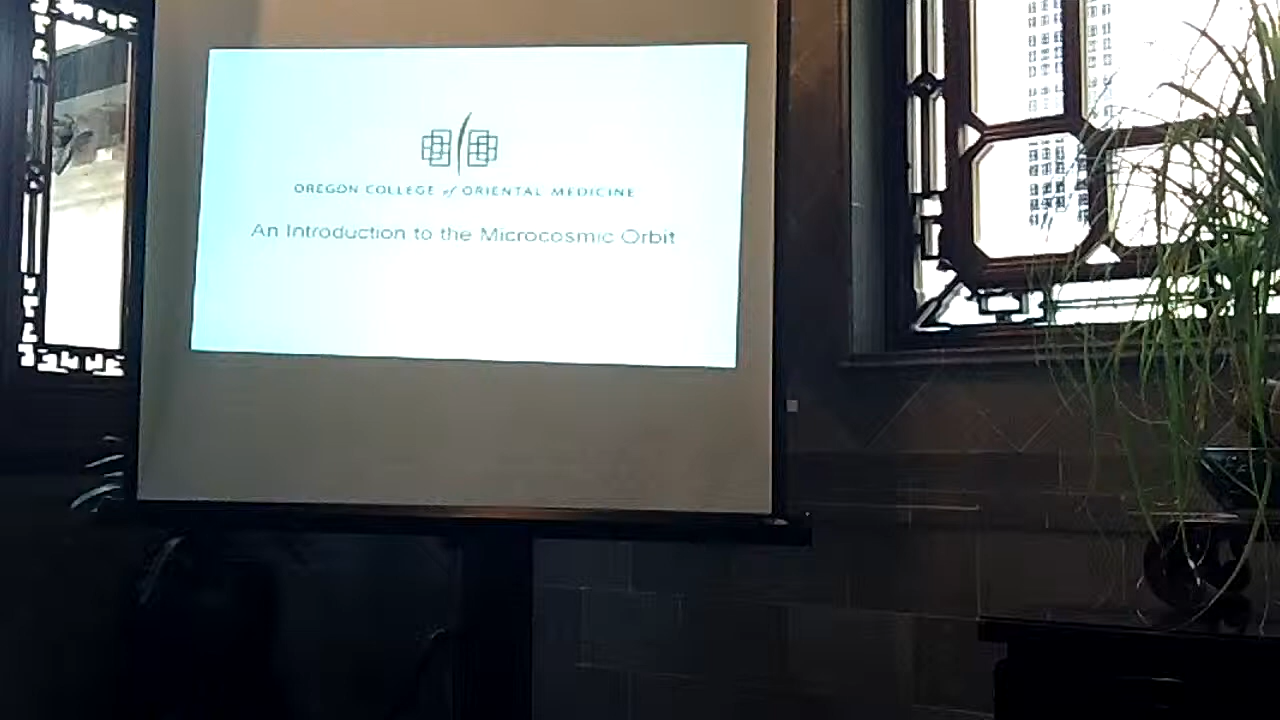 OREGON COLLEGE of ORIENTAL MEDICINE
An Introduction to the Microcosmic Orbit